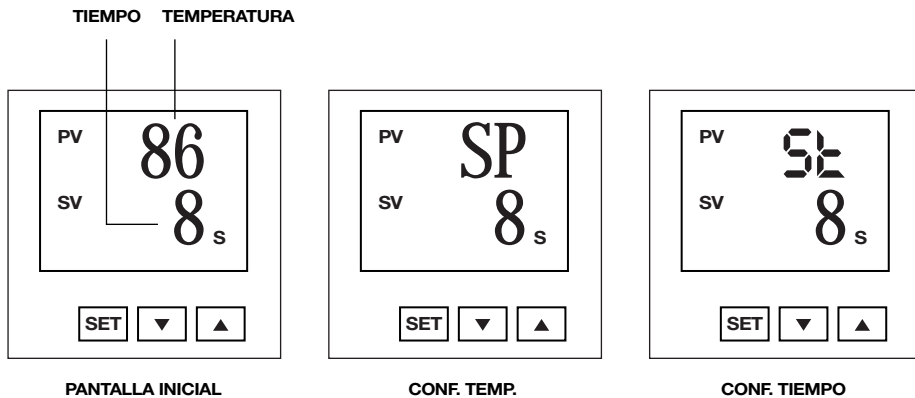 TIEMPO TEMPERATURA
PV 86
SV 8 S
SET ▼ ▲
PANTALLA INICIAL
PV SP
SV 8 S
SET ▼ ▲
CONF. TEMP.
PV St
SV 8 S
SET ▼ ▲
CONF. TIEMPO